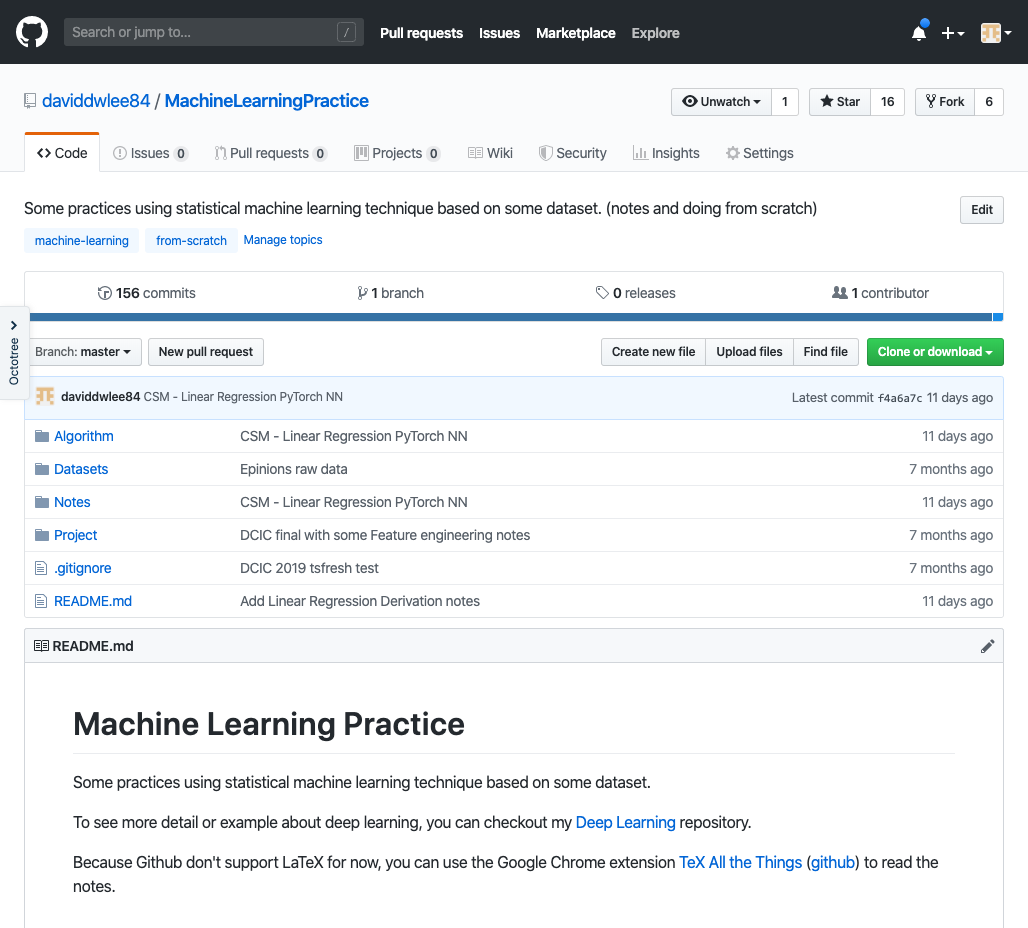 Search or jump to... /
Pull requests Issues Marketplace Explore
daviddwlee84 / MachineLearningPractice
Unwatch 1 Star 16 Fork 6
Code Issues 0 Pull requests 0 Projects 0 Wiki Security Insights Settings
Some practices using statistical machine learning technique based on some dataset. (notes and doing from scratch)
Edit
machine-learning from-scratch Manage topics
156 commits 1 branch 0 releases 1 contributor
Octotree
Branch: master New pull request Create new file Upload files Find file Clone or download
daviddwlee84 CSM - Linear Regression PyTorch NN Latest commit f4a6a7c 11 days ago
Algorithm CSM - Linear Regression PyTorch NN 11 days ago
Datasets Epinions raw data 7 months ago
Notes CSM - Linear Regression PyTorch NN 11 days ago
Project DCIC final with some Feature engineering notes 7 months ago
.gitignore DCIC 2019 tsfresh test 7 months ago
README.md Add Linear Regression Derivation notes 11 days ago
README.md
Machine Learning Practice
Some practices using statistical machine learning technique based on some dataset.
To see more detail or example about deep learning, you can checkout my Deep Learning repository.
Because Github don't support LaTeX for now, you can use the Google Chrome extension TeX All the Things (github) to read the
notes.